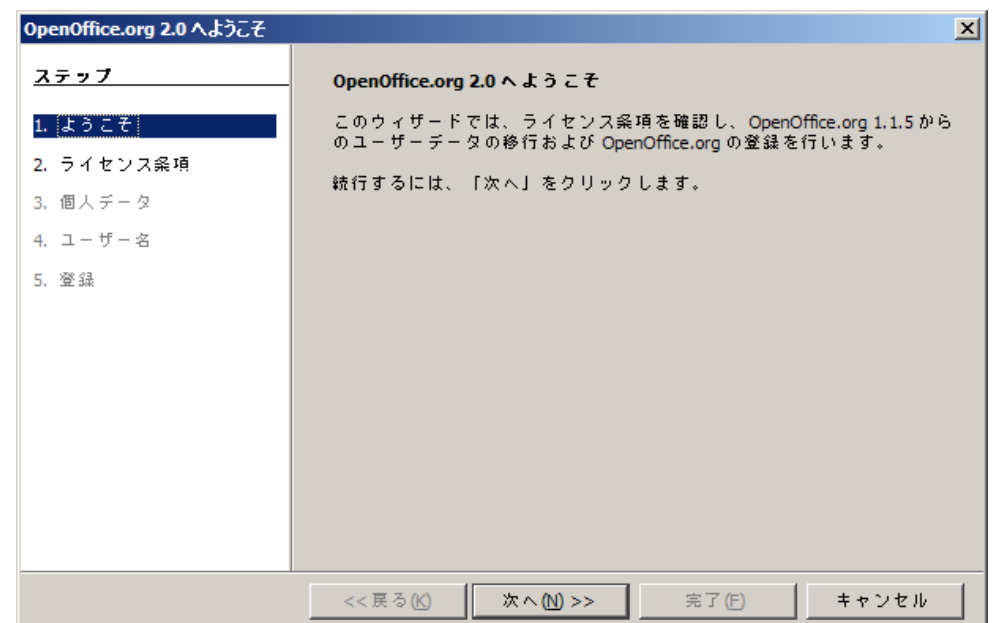 OpenOffice.org 2.0 へようこそ
ステップ
1. ようこそ
2. ライセンス条項
3. 個人データ
4. ユーザー名
5. 登録
OpenOffice.org 2.0 へようこそ
このウィザードでは、ライセンス条項を確認し、OpenOffice.org 1.1.5 から
のユーザーデータの移行および OpenOffice.org の登録を行います。
続行するには、「次へ」をクリックします。
<< 戻る(K) 次へ(N) >> 完了(F) キャンセル